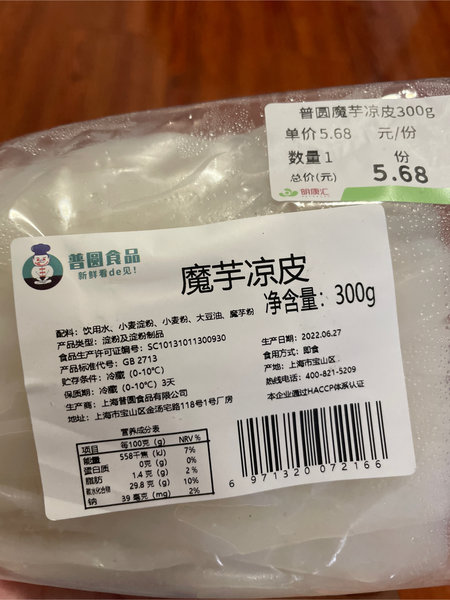 普圆魔芋凉皮300g
单价5.68 元/份
数量1 份
总价(元) 5.68
明康汇
普圆食品
新鲜看de见!
魔芋凉皮
净含量: 300g
配料: 饮用水、小麦淀粉、小麦粉、大豆油、魔芋粉
产品类型: 淀粉及淀粉制品
食品生产许可证编号: SC10131011300930
产品标准代号: GB 2713
贮存条件: 冷藏 (0-10℃)
保质期: 冷藏 (0-10℃) 3天
生产商: 上海普圆食品有限公司
地址: 上海市宝山区金汤宅路118号1号厂房
生产日期: 2022.06.27
食用方式: 即食
产地: 上海市宝山区
热线电话: 400-821-5209
本企业通过HACCP体系认证
营养成分表
项目 每100克 (g) NRV %
能量 558千焦 (kJ) 7%
蛋白质 0克 (g) 0%
脂肪 1.4 克 (g) 2 %
碳水化合物 29.8 克 (g) 10%
钠 39 毫克 (mg) 2%
6 971320 072166